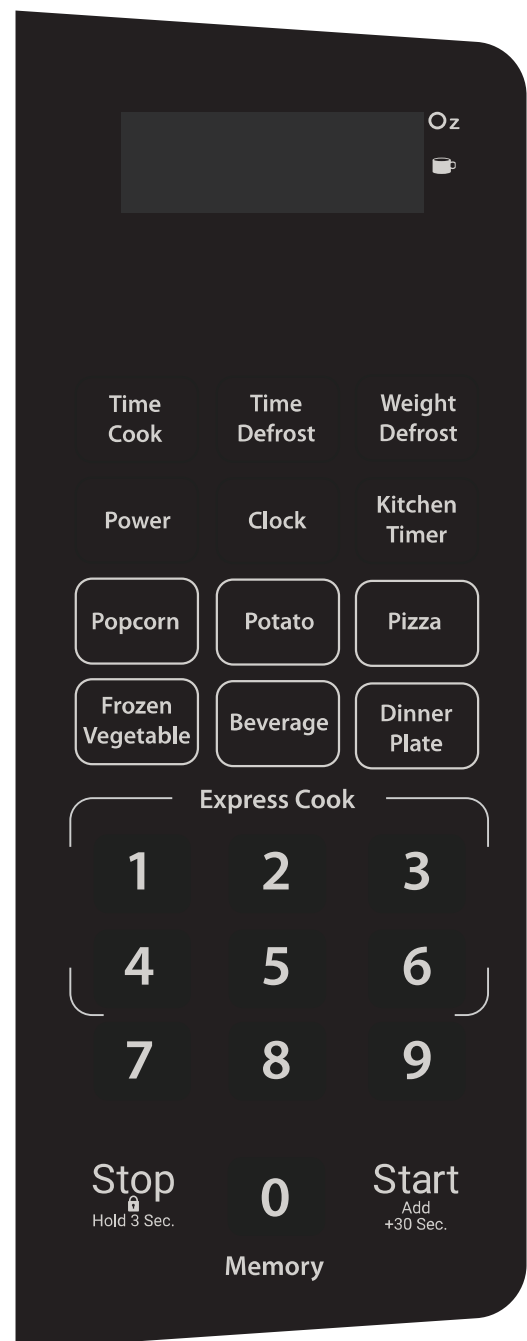 Oz
Time Time Weight
Cook Defrost Defrost
Power Clock Kitchen
Timer
Popcorn Potato Pizza
Frozen
Vegetable Beverage Dinner
Plate
Express Cook
1 2 3
4 5 6
7 8 9
Stop 0 Start
Hold 3 Sec. Add
+30 Sec.
Memory